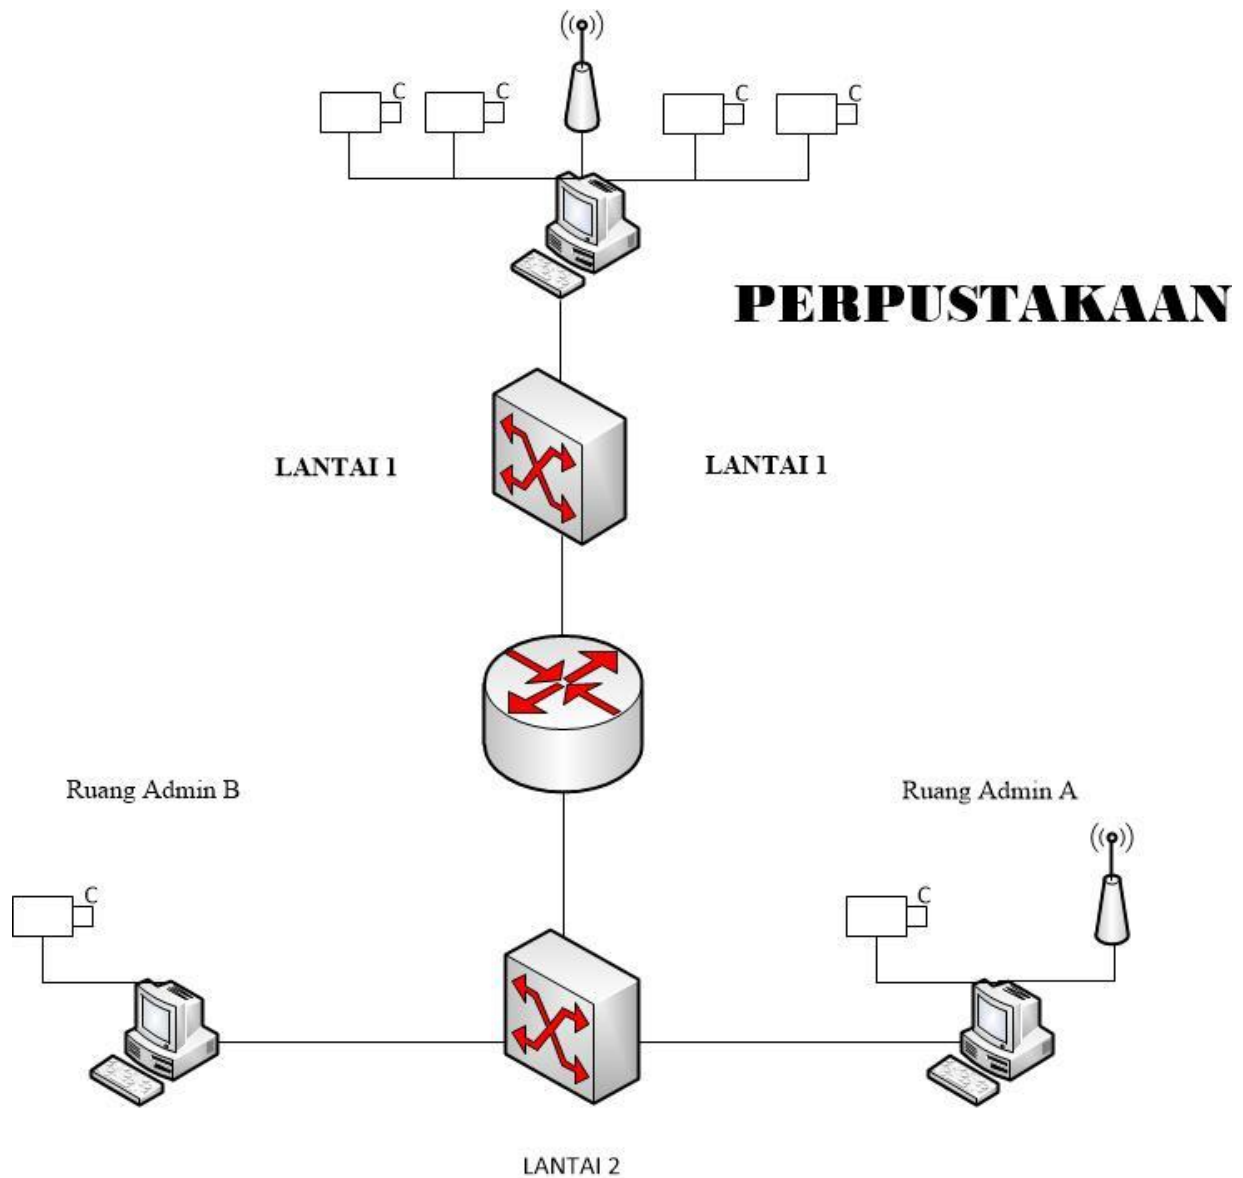 C
C
C
C
PERPUSTAKAAN
LANTAI 1
LANTAI 1
Ruang Admin B
Ruang Admin A
C
C
LANTAI 2